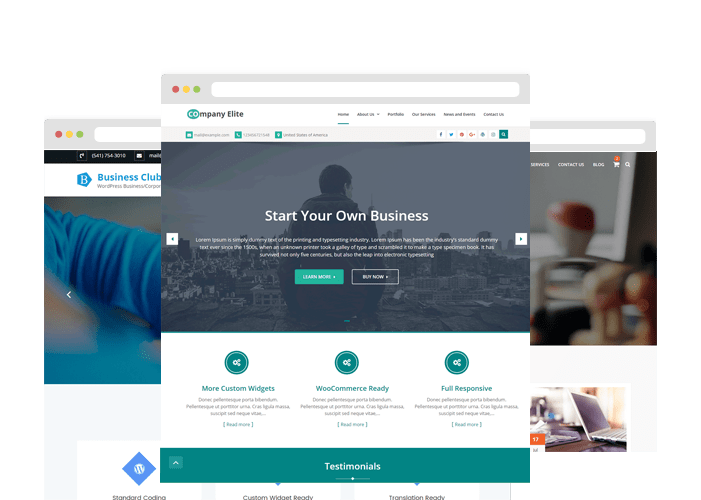 company Elite
Home About Us Portfolio Our Services News and Events Contact Us
mail@example.com 123456721548 United States of America
Start Your Own Business
Lorem Ipsum is simply dummy text of the printing and typesetting industry. Lorem Ipsum has been the industry's standard dummy
text ever since the 1500s, when an unknown printer took a galley of type and scrambled it to make a type specimen book. It has
survived not only five centuries, but also the leap into electronic typesetting
LEARN MORE BUY NOW
More Custom Widgets
Donec pellentesque porta bibendum.
Pellentesque ut porttitor urna. Cras ligula massa,
suscipit sed neque vitae,...
[ Read more ]
WooCommerce Ready
Donec pellentesque porta bibendum.
Pellentesque ut porttitor urna. Cras ligula massa,
suscipit sed neque vitae,...
[ Read more ]
Full Responsive
Donec pellentesque porta bibendum.
Pellentesque ut porttitor urna. Cras ligula massa,
suscipit sed neque vitae,...
[ Read more ]
Testimonials
(541) 754-3010 mail
Business Club
WordPress Business/Corpor
Standard Coding
Custom Widget Ready
Translation Ready
SERVICES CONTACT US BLOG
17
Jul